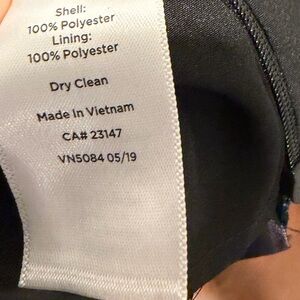 Shell:
100% Polyester
Lining:
100% Polyester
Dry Clean
Made In Vietnam
CA# 23147
VN5084 05/19